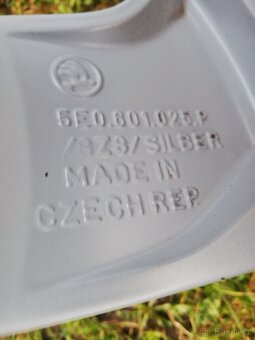 5E0.601.025.P
/8Z8/SILBER
MADE IN
CZECH REP.